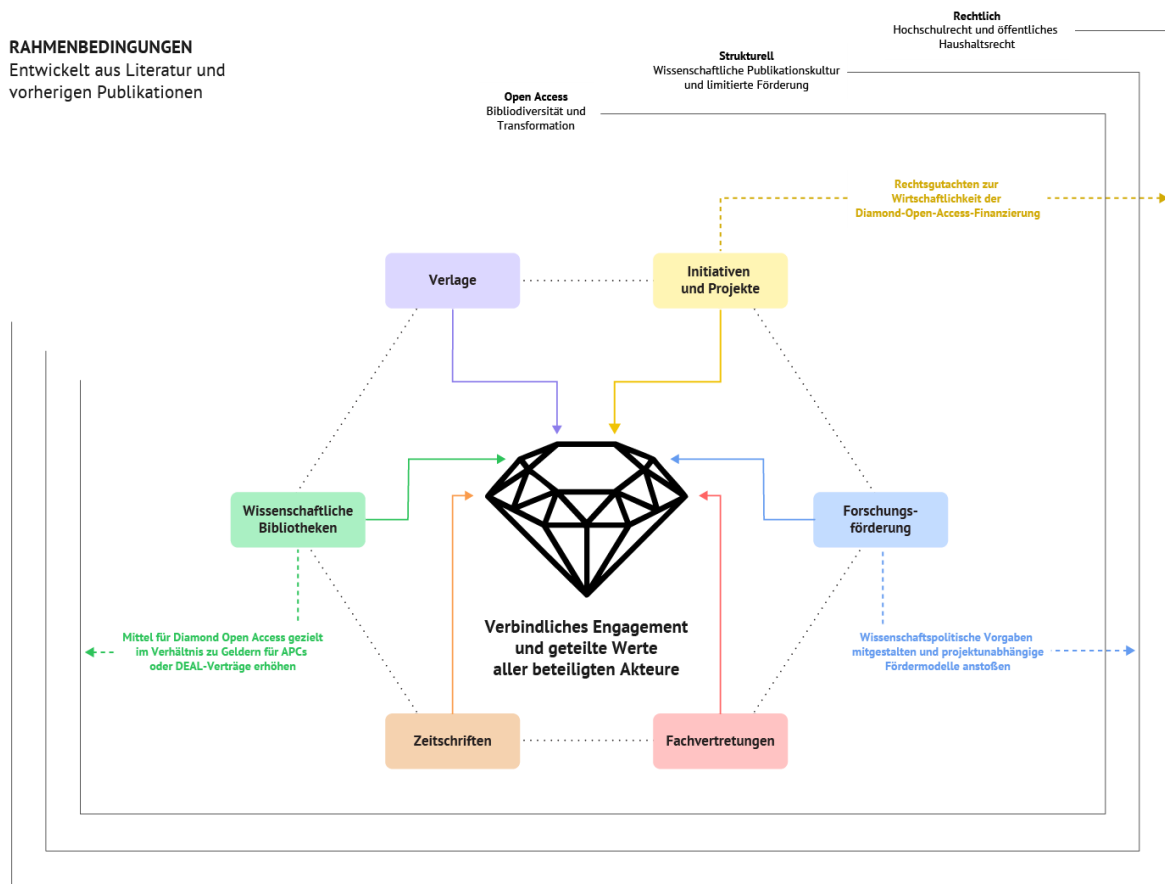 RAHMENBEDINGUNGEN
Entwickelt aus Literatur und
vorherigen Publikationen
Rechtlich
Hochschulrecht und öffentliches
Haushaltsrecht
Strukturell
Wissenschaftliche Publikationskultur
und limitierte Förderung
Open Access
Bibliodiversität und
Transformation
Rechtsgutachten zur
Wirtschaftlichkeit der
Diamond-Open-Access-Finanzierung
Verlage
Initiativen
und Projekte
Wissenschaftliche
Bibliotheken
Forschungs-
förderung
Verbindliches Engagement
und geteilte Werte
aller beteiligten Akteure
Mittel für Diamond Open Access gezielt
im Verhältnis zu Geldern für APCs
oder DEAL-Verträge erhöhen
Wissenschaftspolitische Vorgaben
mitgestalten und projektunabhängige
Fördermodelle anstoßen
Zeitschriften
Fachvertretungen